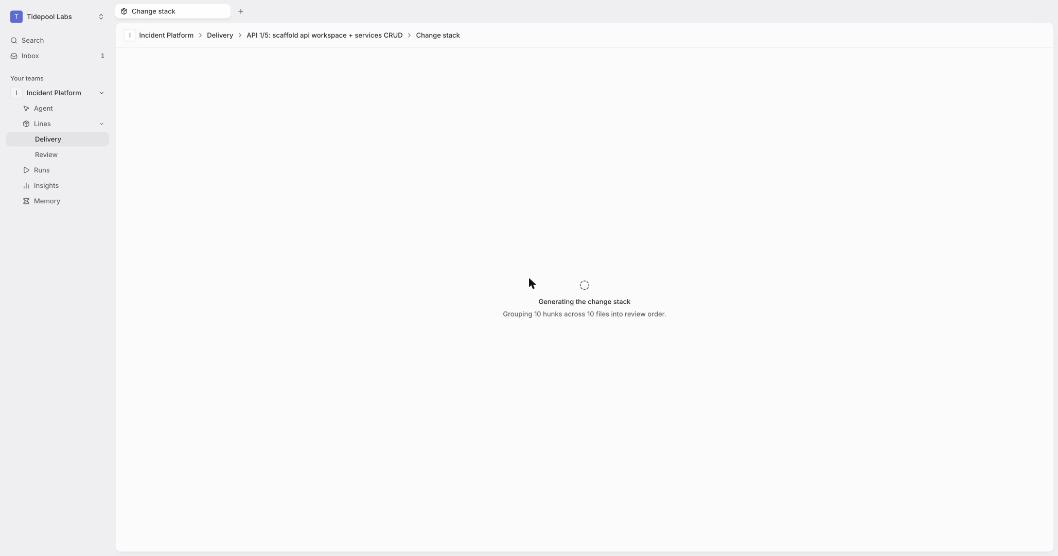 T Tidepool Labs
Search
Inbox 1
Your teams
I Incident Platform
Agent
Lines
Delivery
Review
Runs
Insights
Memory
Change stack
I Incident Platform > Delivery > API 1/5: scaffold api workspace + services CRUD > Change stack
Generating the change stack
Grouping 10 hunks across 10 files into review order.